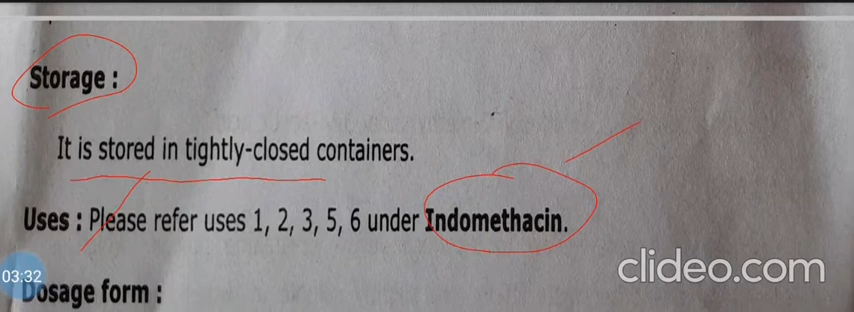 Storage :
It is stored in tightly-closed containers.
Uses : Please refer uses 1, 2, 3, 5, 6 under Indomethacin.
03:32
Dosage form :
clideo.com